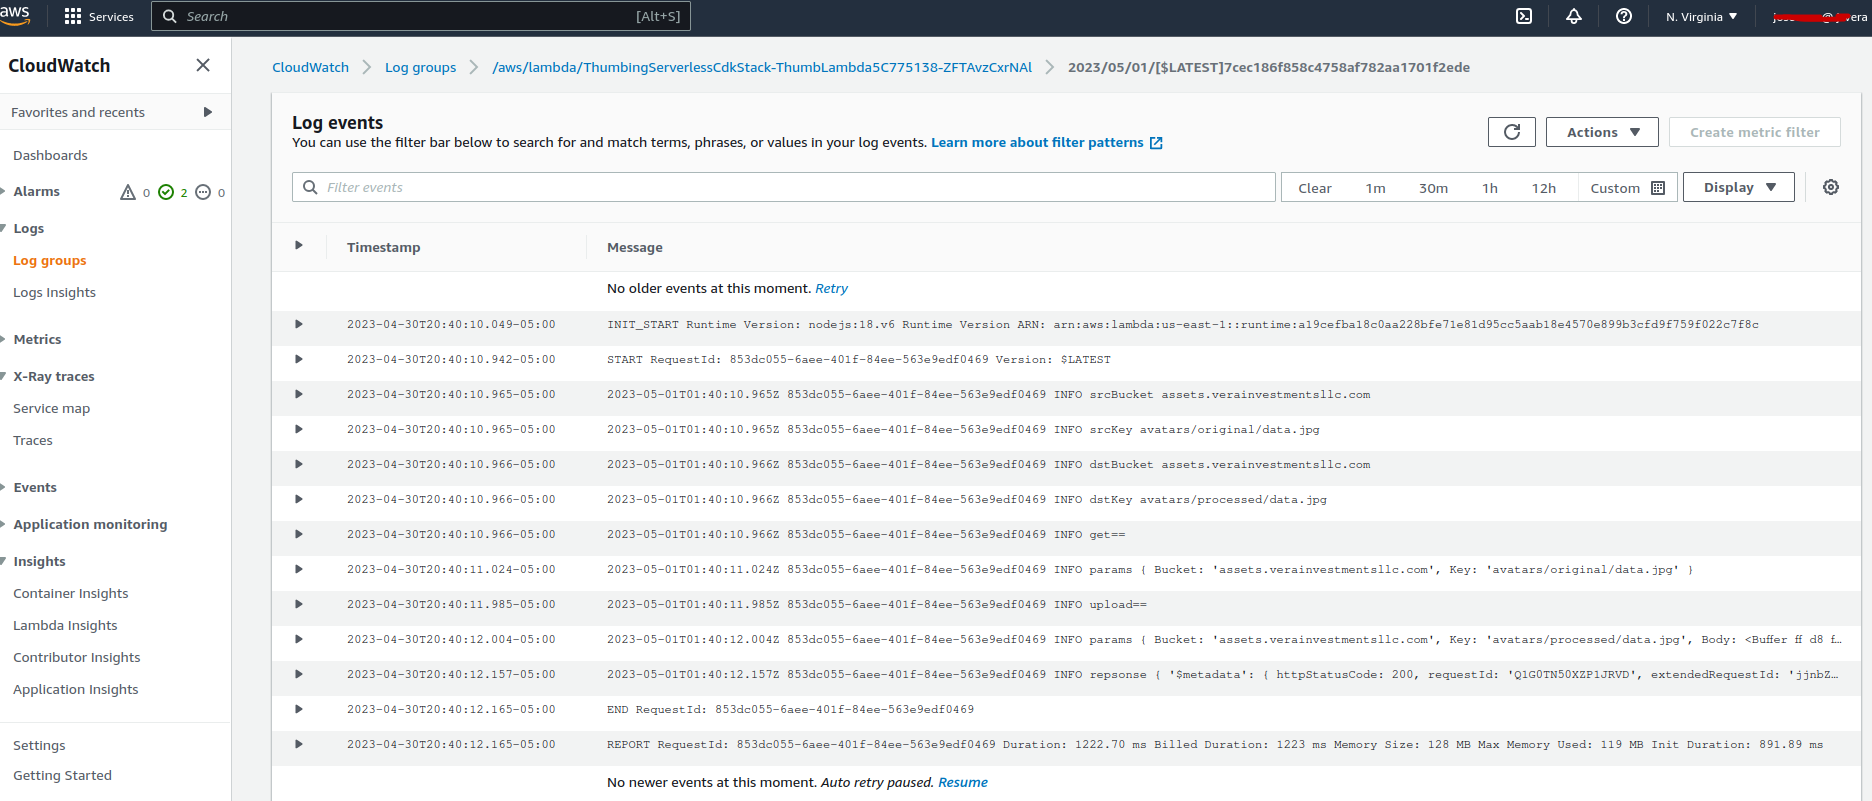 aws Services Search [Alt+S] N. Virginia
CloudWatch
Favorites and recents
Dashboards
Alarms 0 2 0
Logs
Log groups
Logs Insights
Metrics
X-Ray traces
Service map
Traces
Events
Application monitoring
Insights
Container Insights
Lambda Insights
Contributor Insights
Application Insights
Settings
Getting Started
CloudWatch Log groups /aws/lambda/ThumbingServerlessCdkStack-ThumbLambda5C775138-ZFTAvzCxrNAl 2023/05/01/[$LATEST]7cec186f858c4758af782aa1701f2ede
Log events
You can use the filter bar below to search for and match terms, phrases, or values in your log events. Learn more about filter patterns
Actions Create metric filter
Filter events Clear 1m 30m 1h 12h Custom Display
Timestamp Message
No older events at this moment. Retry
2023-04-30T20:40:10.049-05:00 INIT_START Runtime Version: nodejs:18.v6 Runtime Version ARN: arn:aws:lambda:us-east-1::runtime:a19cefba18c0aa228bfe71e81d95cc5aab18e4570e899b3cfd9f759f022c7f8c
2023-04-30T20:40:10.942-05:00 START RequestId: 853dc055-6aee-401f-84ee-563e9edf0469 Version: $LATEST
2023-04-30T20:40:10.965-05:00 2023-05-01T01:40:10.965Z 853dc055-6aee-401f-84ee-563e9edf0469 INFO srcBucket assets.verainvestmentsllc.com
2023-04-30T20:40:10.965-05:00 2023-05-01T01:40:10.965Z 853dc055-6aee-401f-84ee-563e9edf0469 INFO srcKey avatars/original/data.jpg
2023-04-30T20:40:10.966-05:00 2023-05-01T01:40:10.966Z 853dc055-6aee-401f-84ee-563e9edf0469 INFO dstBucket assets.verainvestmentsllc.com
2023-04-30T20:40:10.966-05:00 2023-05-01T01:40:10.966Z 853dc055-6aee-401f-84ee-563e9edf0469 INFO dstKey avatars/processed/data.jpg
2023-04-30T20:40:10.966-05:00 2023-05-01T01:40:10.966Z 853dc055-6aee-401f-84ee-563e9edf0469 INFO get==
2023-04-30T20:40:11.024-05:00 2023-05-01T01:40:11.024Z 853dc055-6aee-401f-84ee-563e9edf0469 INFO params { Bucket: 'assets.verainvestmentsllc.com', Key: 'avatars/original/data.jpg' }
2023-04-30T20:40:11.985-05:00 2023-05-01T01:40:11.985Z 853dc055-6aee-401f-84ee-563e9edf0469 INFO upload==
2023-04-30T20:40:12.004-05:00 2023-05-01T01:40:12.004Z 853dc055-6aee-401f-84ee-563e9edf0469 INFO params { Bucket: 'assets.verainvestmentsllc.com', Key: 'avatars/processed/data.jpg', Body: <Buffer ff d8 f…
2023-04-30T20:40:12.157-05:00 2023-05-01T01:40:12.157Z 853dc055-6aee-401f-84ee-563e9edf0469 INFO repsonse { '$metadata': { httpStatusCode: 200, requestId: 'Q1G0TN50XZP1JRVD', extendedRequestId: 'jjnbZ…
2023-04-30T20:40:12.165-05:00 END RequestId: 853dc055-6aee-401f-84ee-563e9edf0469
2023-04-30T20:40:12.165-05:00 REPORT RequestId: 853dc055-6aee-401f-84ee-563e9edf0469 Duration: 1222.70 ms Billed Duration: 1223 ms Memory Size: 128 MB Max Memory Used: 119 MB Init Duration: 891.89 ms
No newer events at this moment. Auto retry paused. Resume